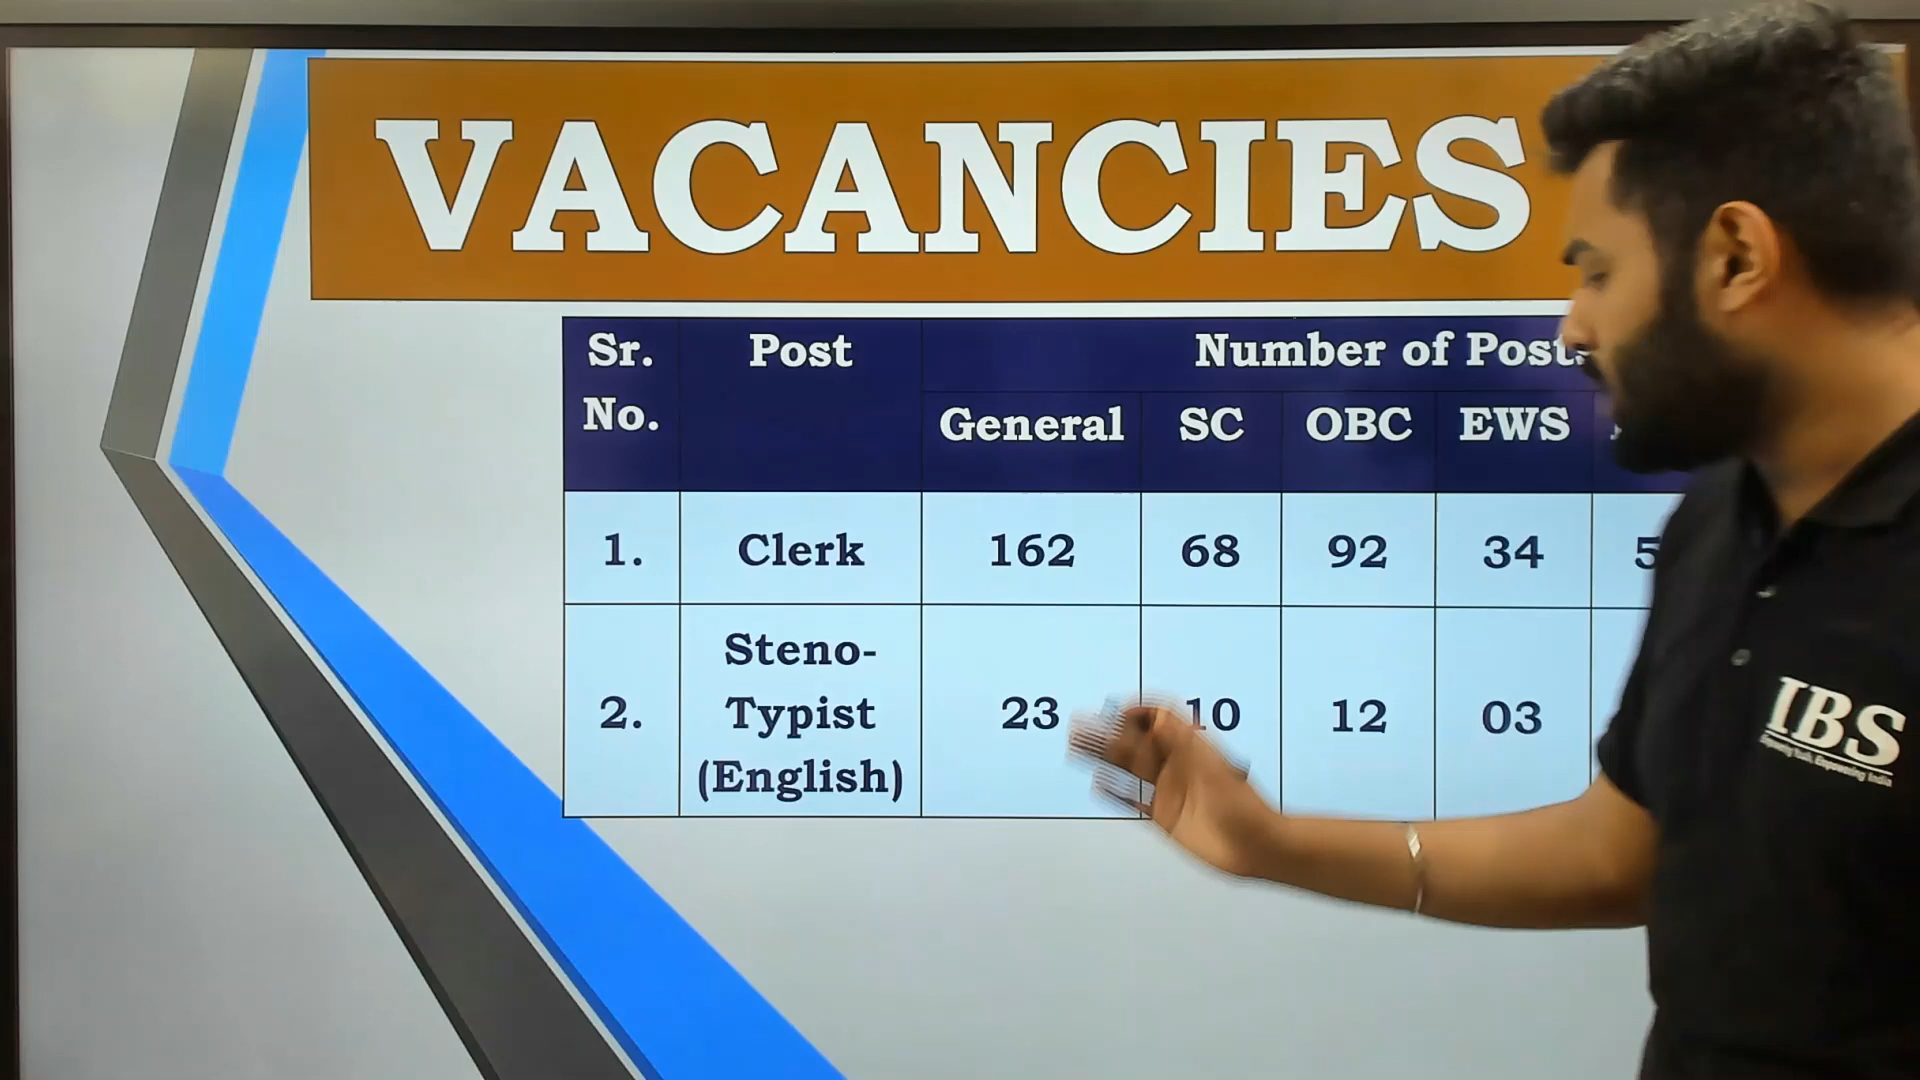 VACANCIES
Sr. No. Post Number of Post
General SC OBC EWS
1. Clerk 162 68 92 34 5
2. Steno-Typist (English) 23 10 12 03
IBS